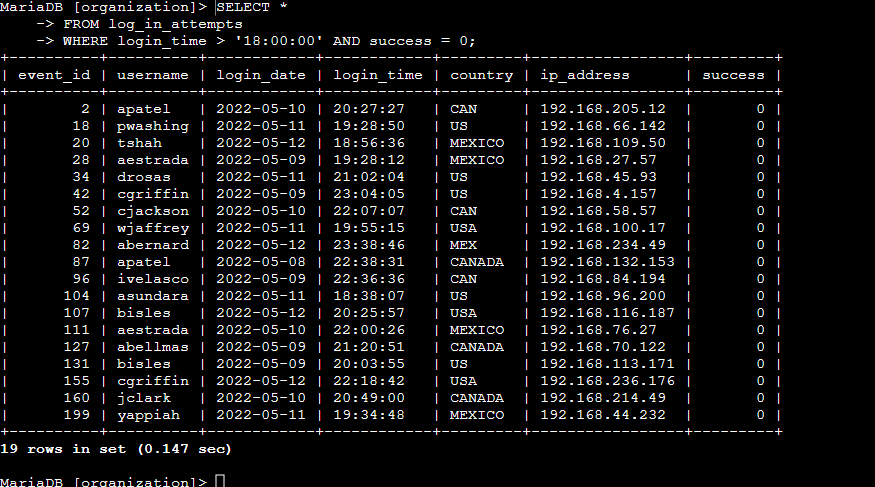 MariaDB [organization]> SELECT *
    -> FROM log_in_attempts
    -> WHERE login_time > '18:00:00' AND success = 0;
+----------+----------+------------+------------+---------+-----------------+---------+
| event_id | username | login_date | login_time | country | ip_address      | success |
+----------+----------+------------+------------+---------+-----------------+---------+
|        2 | apatel   | 2022-05-10 | 20:27:27   | CAN     | 192.168.205.12  |       0 |
|       18 | pwashing | 2022-05-11 | 19:28:50   | US      | 192.168.66.142  |       0 |
|       20 | tshah    | 2022-05-12 | 18:56:36   | MEXICO  | 192.168.109.50  |       0 |
|       28 | aestrada | 2022-05-09 | 19:28:12   | MEXICO  | 192.168.27.57   |       0 |
|       34 | drosas   | 2022-05-11 | 21:02:04   | US      | 192.168.45.93   |       0 |
|       42 | cgriffin | 2022-05-09 | 23:04:05   | US      | 192.168.4.157   |       0 |
|       52 | cjackson | 2022-05-10 | 22:07:07   | CAN     | 192.168.58.57   |       0 |
|       69 | wjaffrey | 2022-05-11 | 19:55:15   | USA     | 192.168.100.17  |       0 |
|       82 | abernard | 2022-05-12 | 23:38:46   | MEX     | 192.168.234.49  |       0 |
|       87 | apatel   | 2022-05-08 | 22:38:31   | CANADA  | 192.168.132.153 |       0 |
|       96 | ivelasco | 2022-05-09 | 22:36:36   | CAN     | 192.168.84.194  |       0 |
|      104 | asundara | 2022-05-11 | 18:38:07   | US      | 192.168.96.200  |       0 |
|      107 | bisles   | 2022-05-12 | 20:25:57   | USA     | 192.168.116.187 |       0 |
|      111 | aestrada | 2022-05-10 | 22:00:26   | MEXICO  | 192.168.76.27   |       0 |
|      127 | abellmas | 2022-05-09 | 21:20:51   | CANADA  | 192.168.70.122  |       0 |
|      131 | bisles   | 2022-05-09 | 20:03:55   | US      | 192.168.113.171 |       0 |
|      155 | cgriffin | 2022-05-12 | 22:18:42   | USA     | 192.168.236.176 |       0 |
|      160 | jclark   | 2022-05-10 | 20:49:00   | CANADA  | 192.168.214.49  |       0 |
|      199 | yappiah  | 2022-05-11 | 19:34:48   | MEXICO  | 192.168.44.232  |       0 |
+----------+----------+------------+------------+---------+-----------------+---------+
19 rows in set (0.147 sec)
MariaDB [organization]>